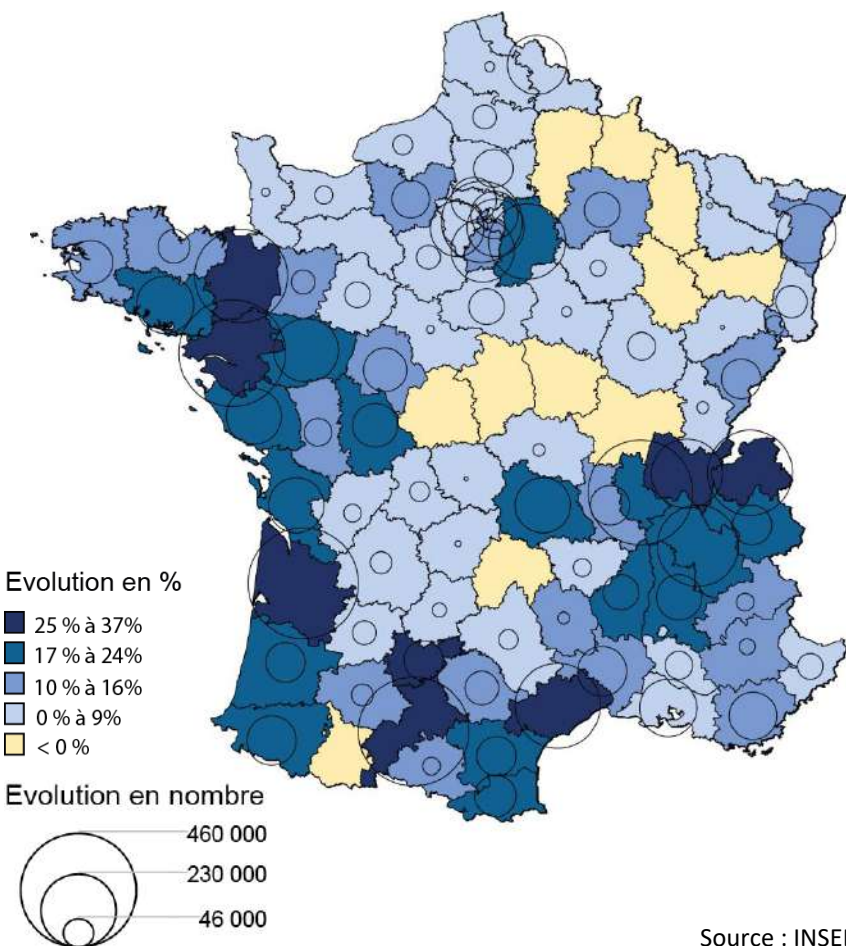 Evolution en %
25 % à 37%
17 % à 24%
10 % à 16%
0 % à 9%
< 0 %
Evolution en nombre
460 000
230 000
46 000
Source : INSEE